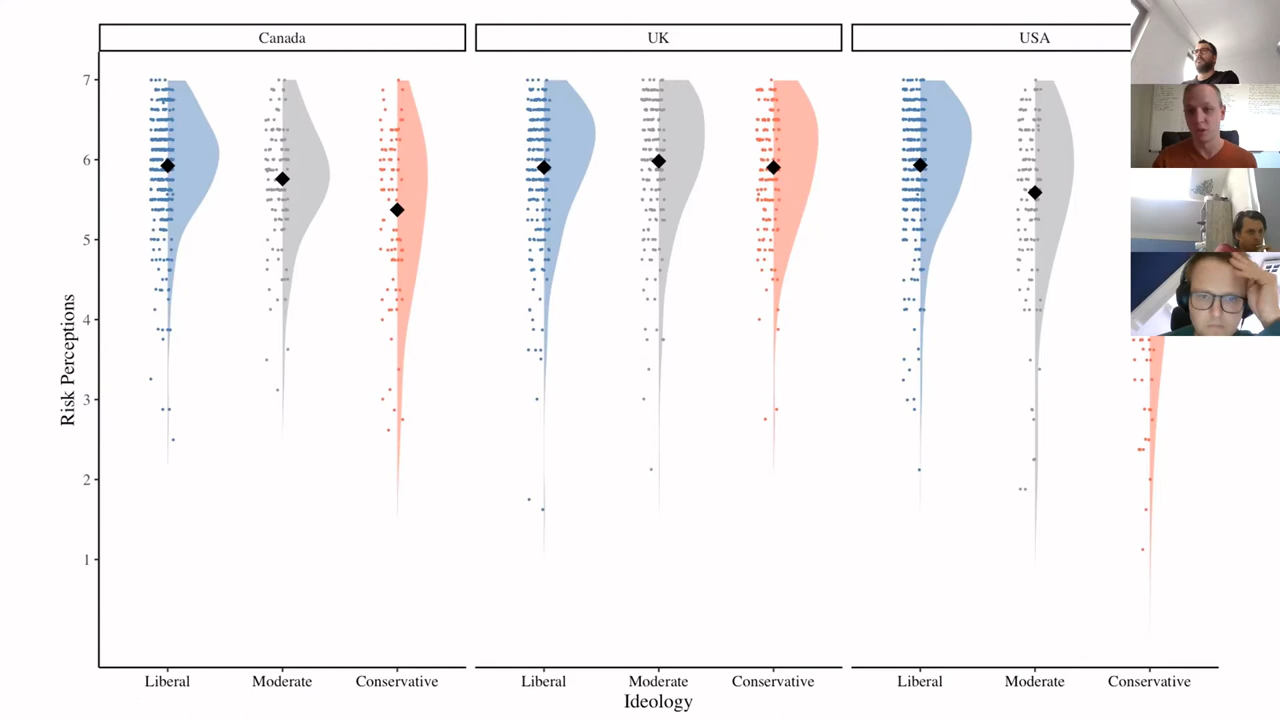 Canada
UK
USA
Risk Perceptions
7
6
5
4
3
2
1
Liberal
Moderate
Conservative
Liberal
Moderate
Conservative
Liberal
Moderate
Conservative
Ideology